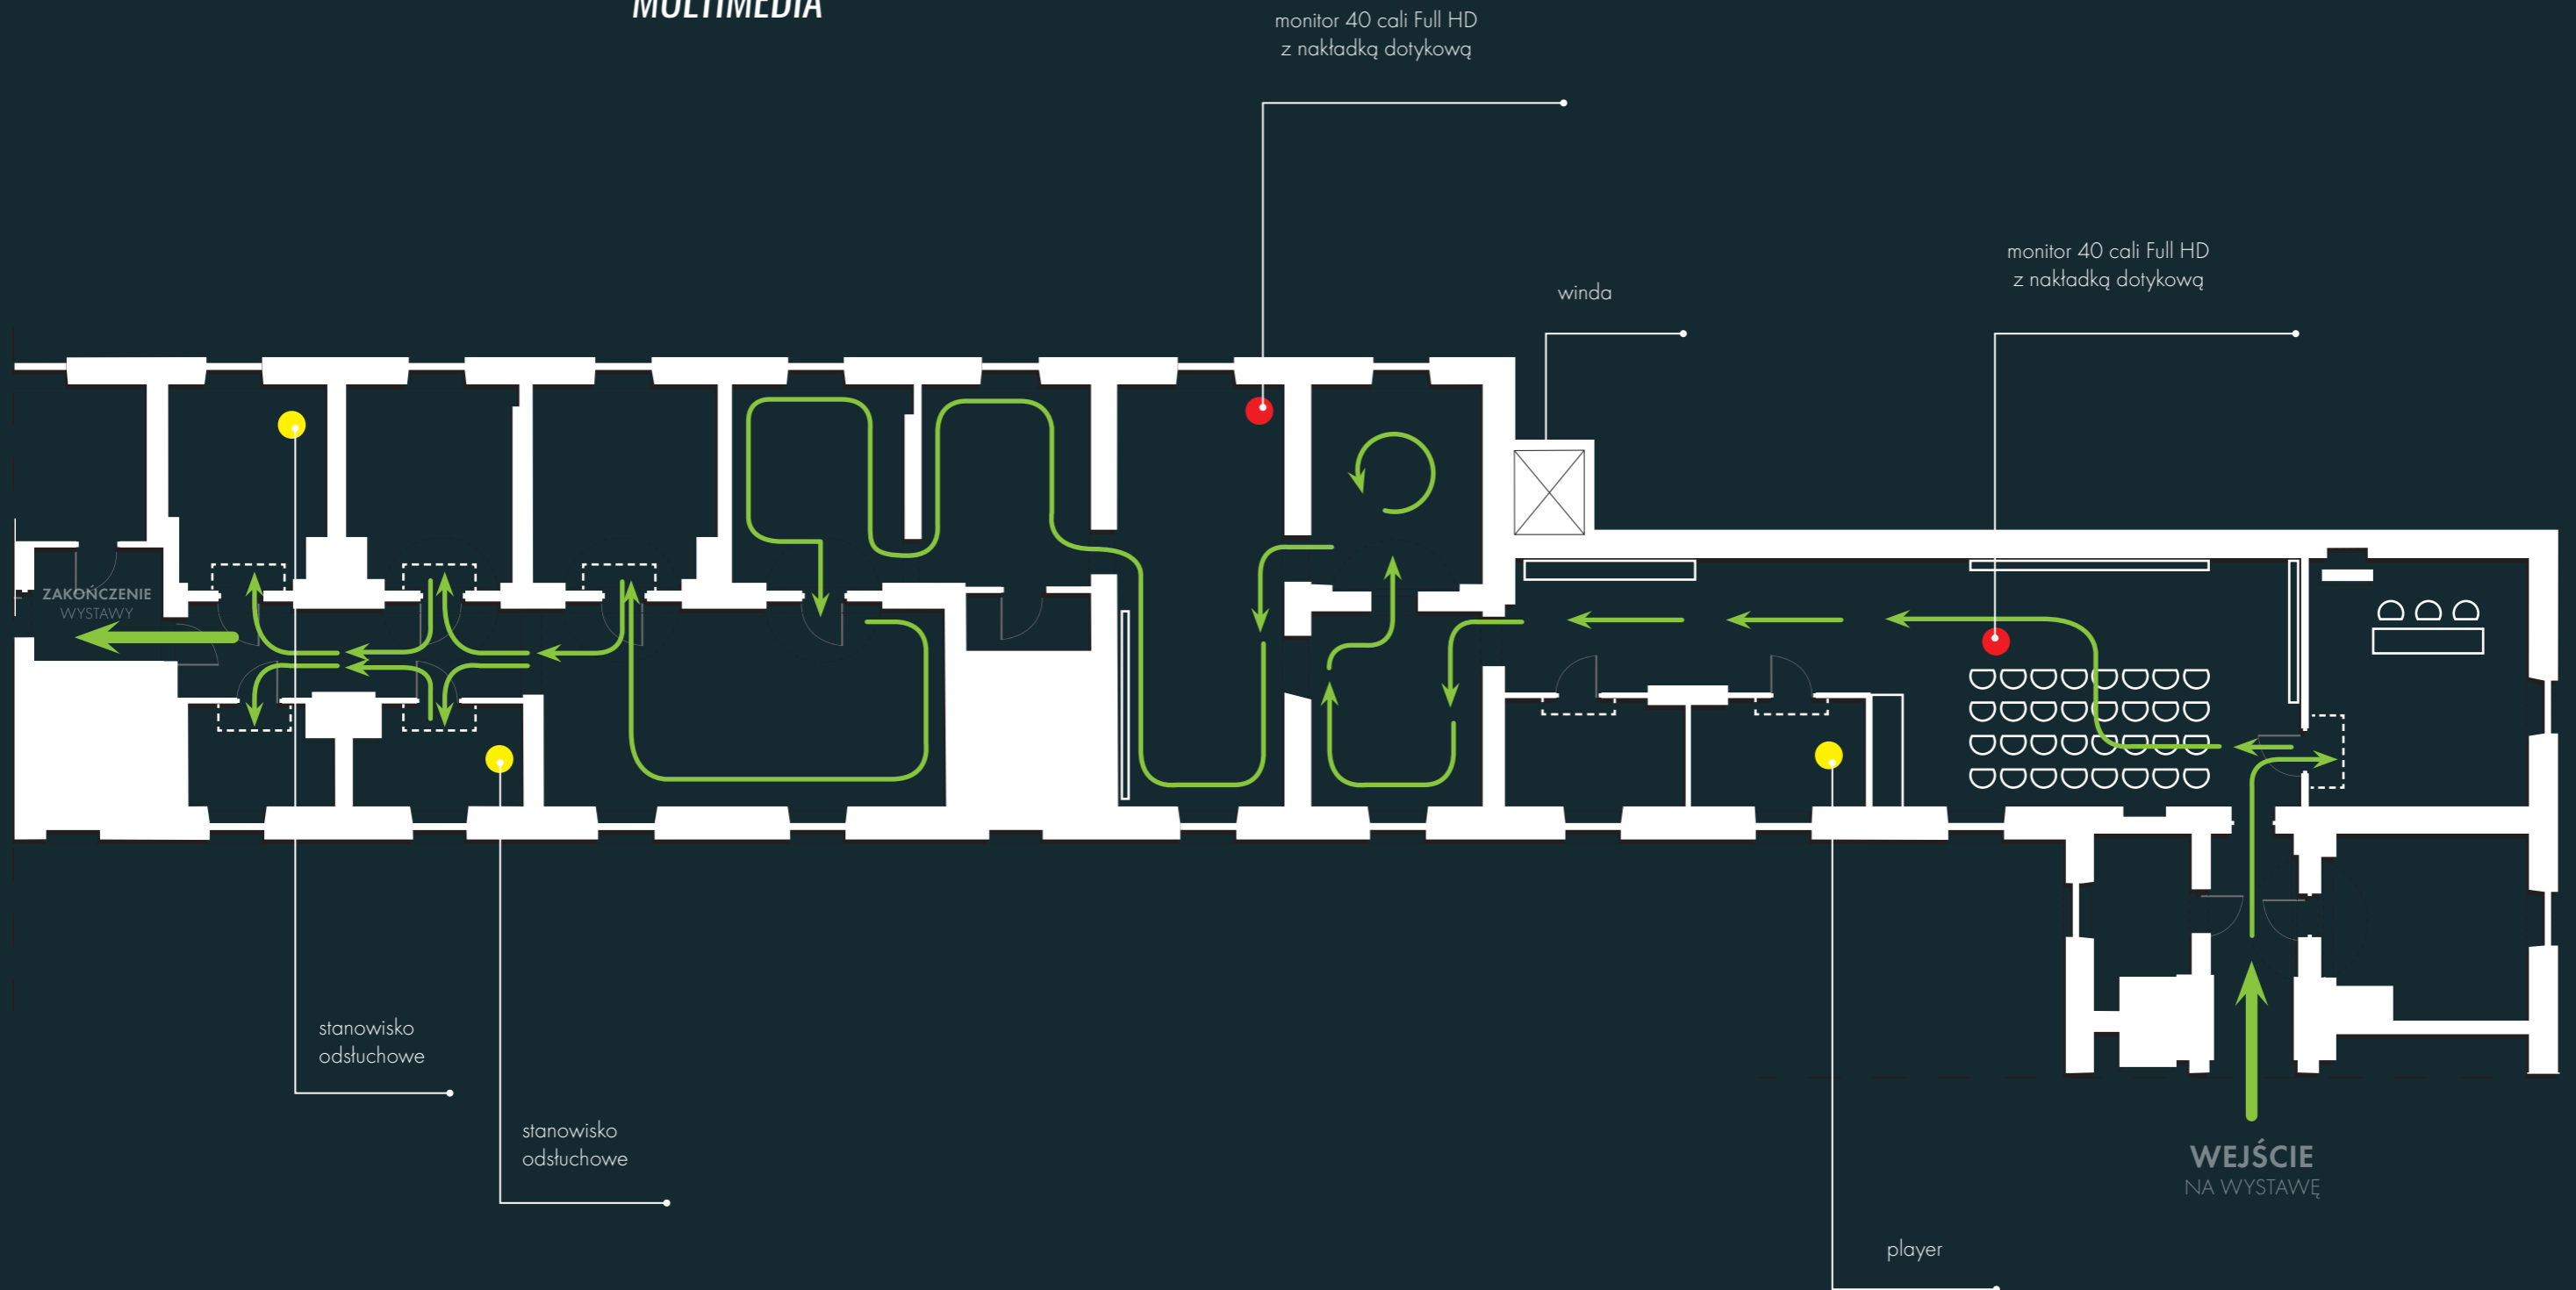 MULTIMEDIA
monitor 40 cali Full HD
z nakładką dotykową
monitor 40 cali Full HD
z nakładką dotykową
winda
ZAKOŃCZENIE
WYSTAWY
stanowisko
odsłuchowe
stanowisko
odsłuchowe
WEJŚCIE
NA WYSTAWĘ
player